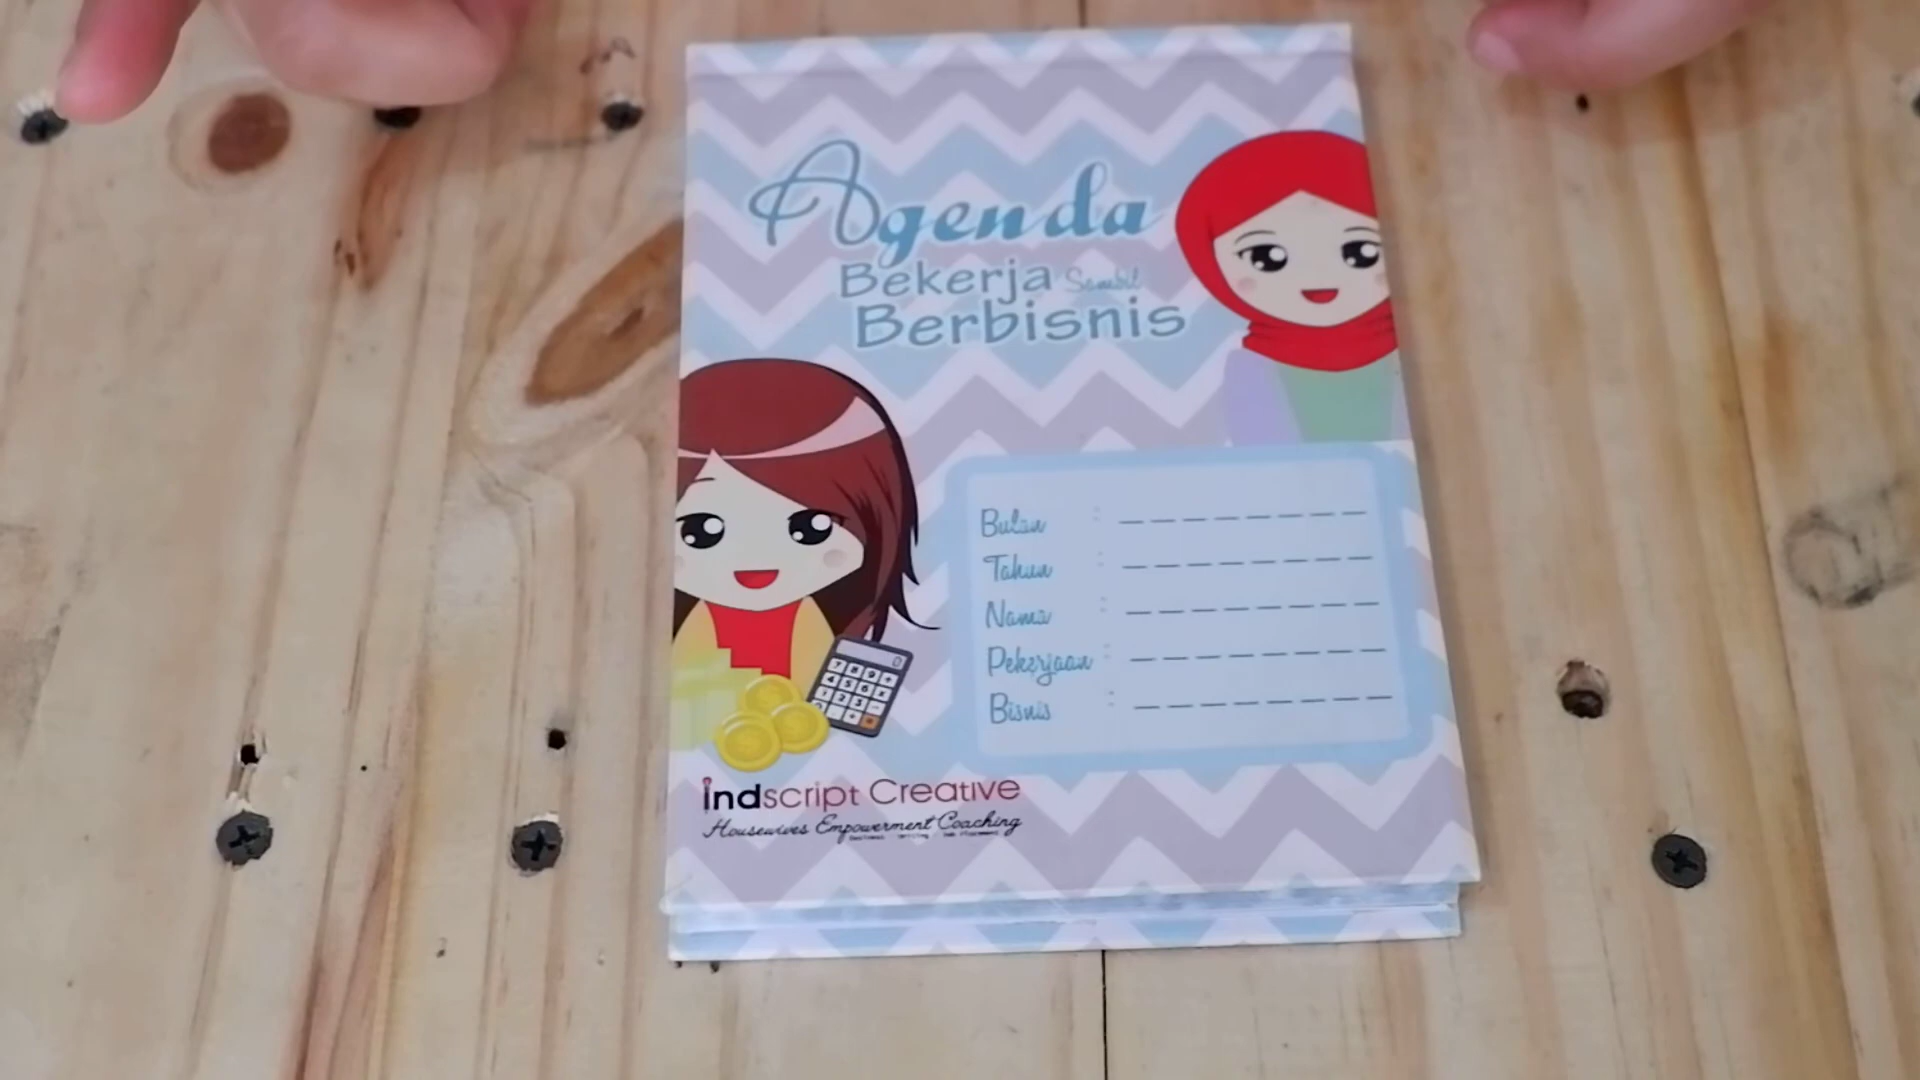 Agenda
Bekerja Sambil
Berbisnis
Bulan :
Tahun :
Nama :
Pekerjaan :
Bisnis :
indscript Creative
Housewives Empowerment Coaching